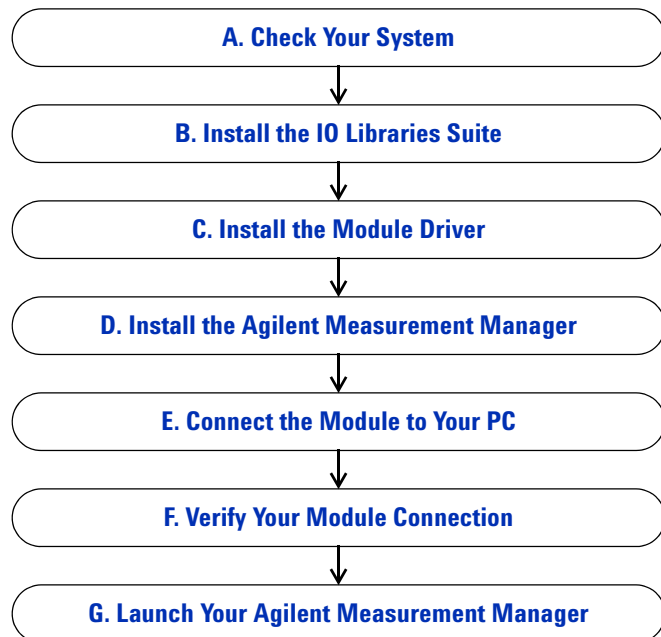 A. Check Your System
B. Install the IO Libraries Suite
C. Install the Module Driver
D. Install the Agilent Measurement Manager
E. Connect the Module to Your PC
F. Verify Your Module Connection
G. Launch Your Agilent Measurement Manager